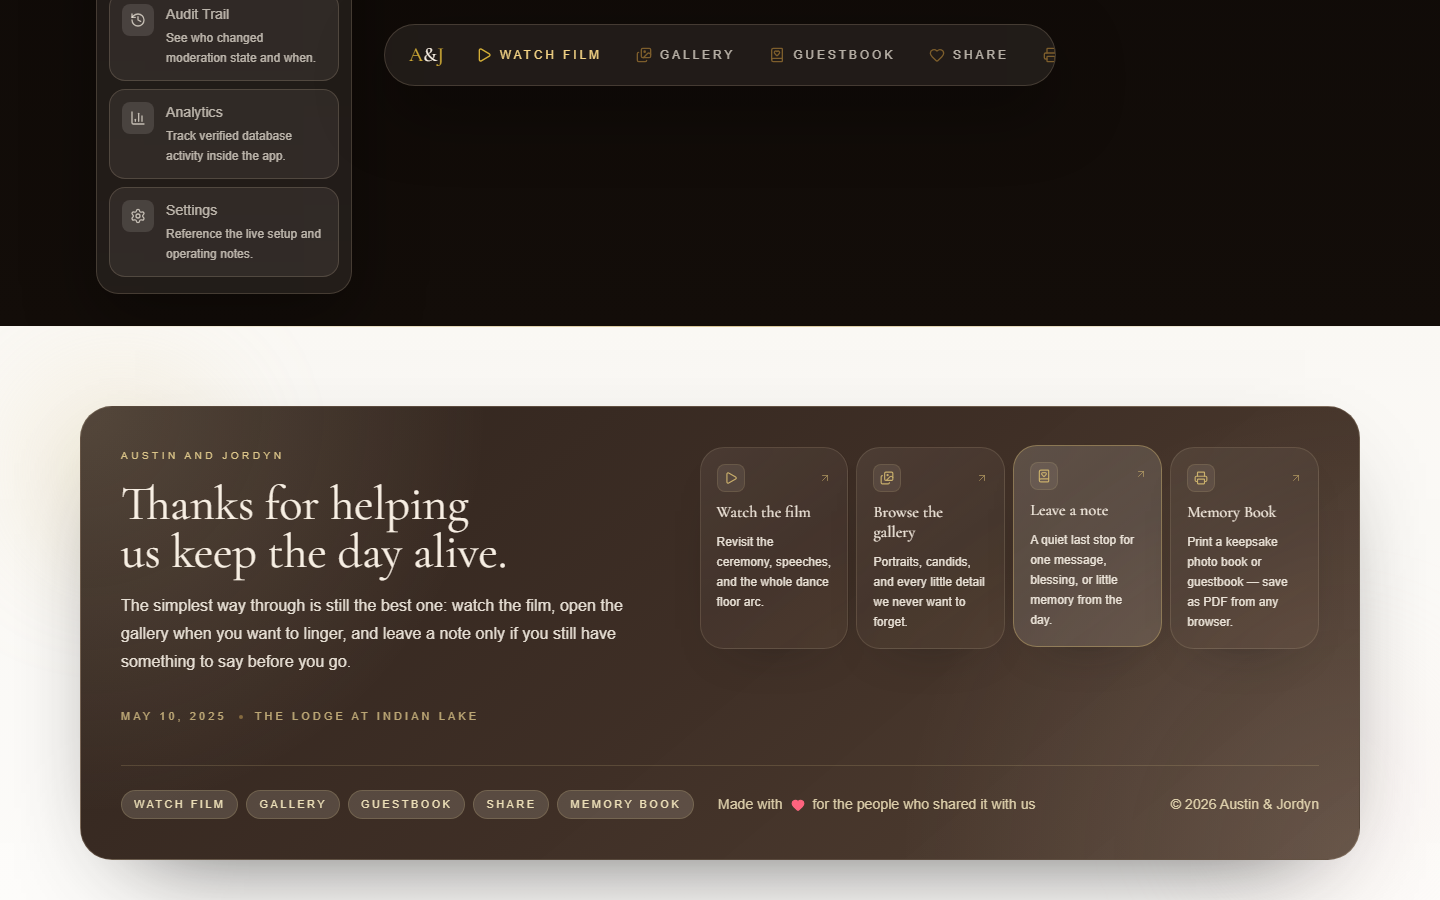 Audit Trail
See who changed
moderation state and when.
Analytics
Track verified database
activity inside the app.
Settings
Reference the live setup and
operating notes.
A&J
WATCH FILM
GALLERY
GUESTBOOK
SHARE
AUSTIN AND JORDYN
Thanks for helping
us keep the day alive.
The simplest way through is still the best one: watch the film, open the
gallery when you want to linger, and leave a note only if you still have
something to say before you go.
MAY 10, 2025 • THE LODGE AT INDIAN LAKE
Watch the film
Revisit the
ceremony, speeches,
and the whole dance
floor arc.
Browse the
gallery
Portraits, candids,
and every little detail
we never want to
forget.
Leave a note
A quiet last stop for
one message,
blessing, or little
memory from the
day.
Memory Book
Print a keepsake
photo book or
guestbook — save
as PDF from any
browser.
WATCH FILM
GALLERY
GUESTBOOK
SHARE
MEMORY BOOK
Made with ♥ for the people who shared it with us
© 2026 Austin & Jordyn